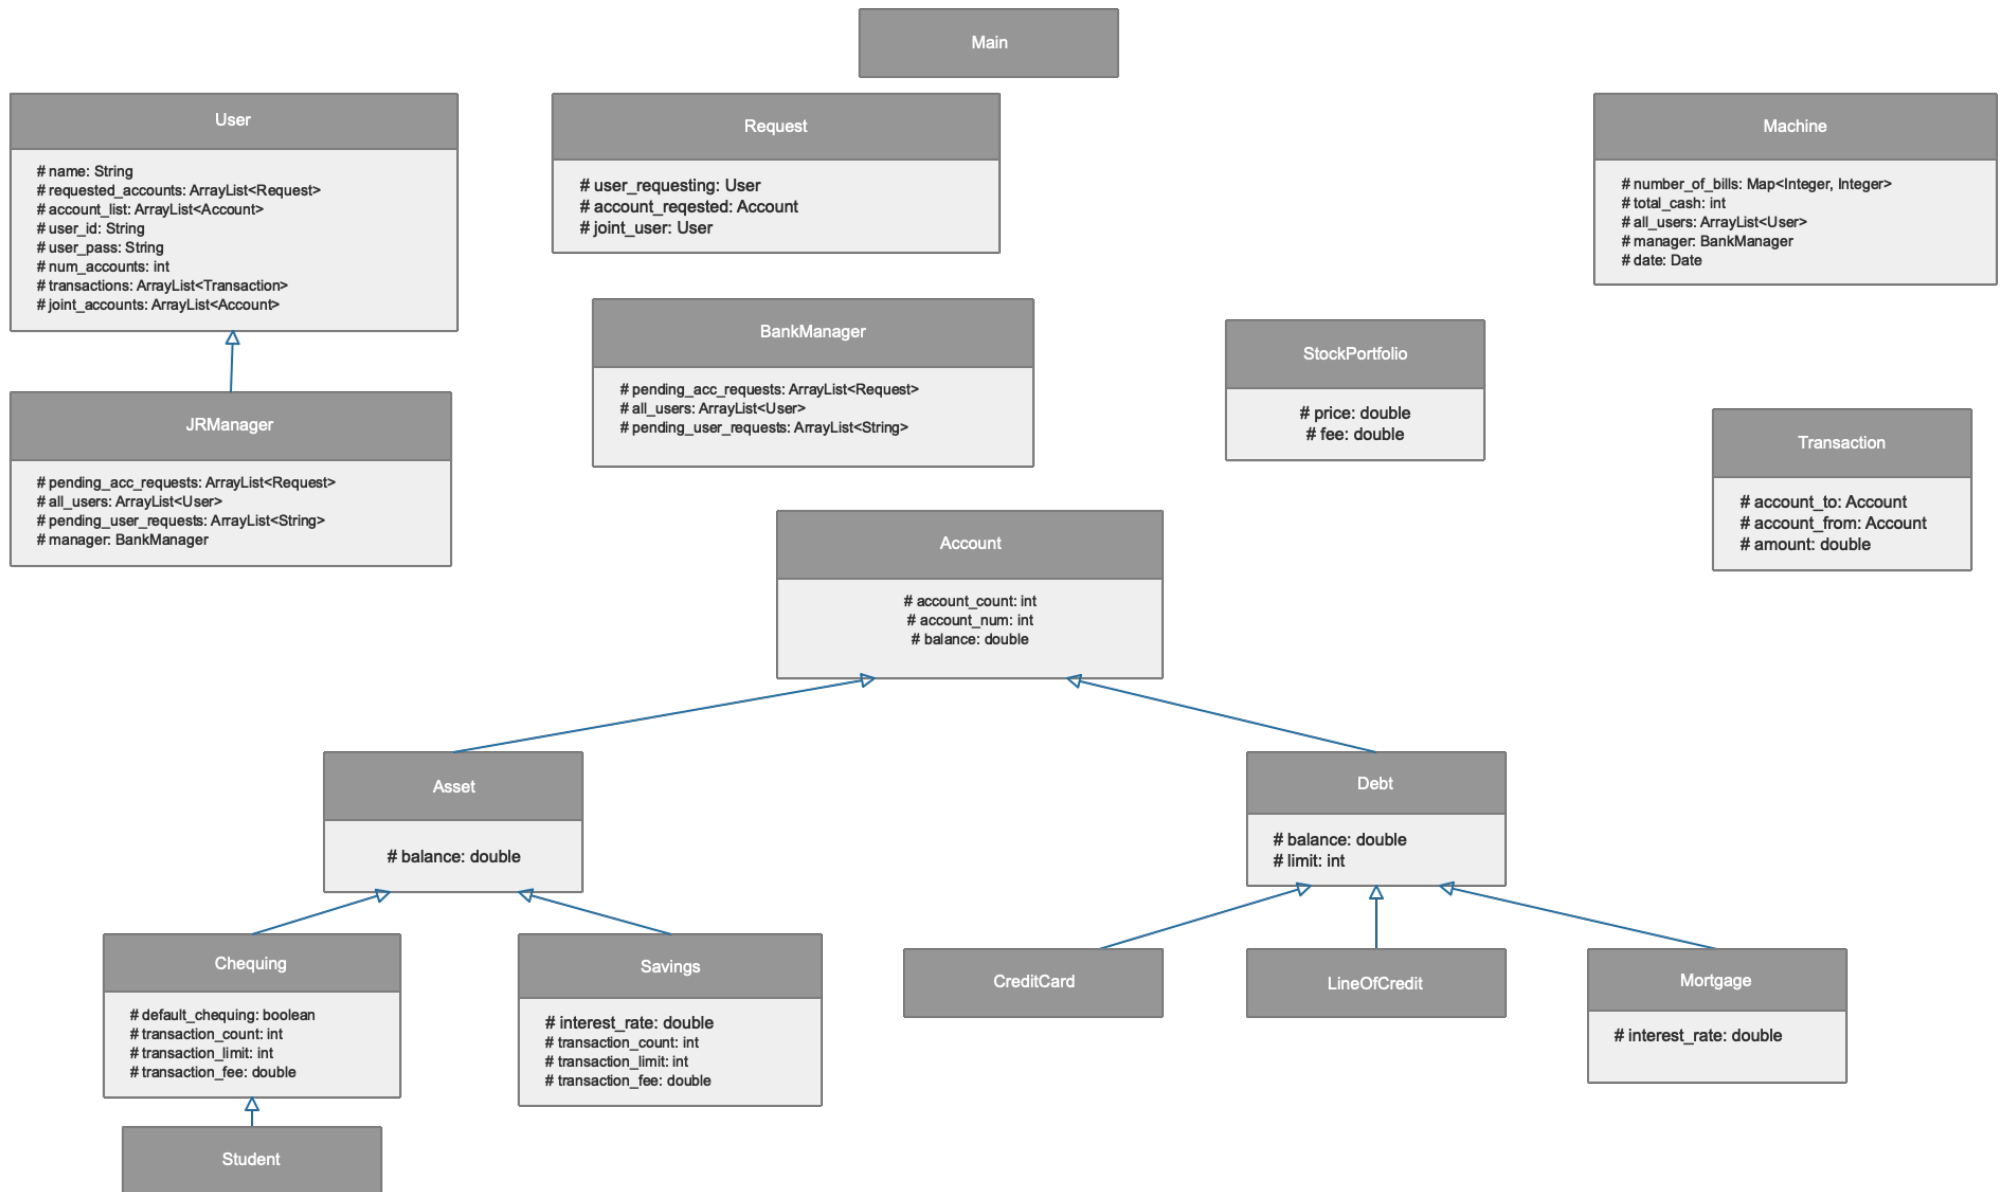 Main
User
# name: String
# requested_accounts: ArrayList<Request>
# account_list: ArrayList<Account>
# user_id: String
# user_pass: String
# num_accounts: int
# transactions: ArrayList<Transaction>
# joint_accounts: ArrayList<Account>
Request
# user_requesting: User
# account_reqested: Account
# joint_user: User
Machine
# number_of_bills: Map<Integer, Integer>
# total_cash: int
# all_users: ArrayList<User>
# manager: BankManager
# date: Date
BankManager
# pending_acc_requests: ArrayList<Request>
# all_users: ArrayList<User>
# pending_user_requests: ArrayList<String>
StockPortfolio
# price: double
# fee: double
JRManager
# pending_acc_requests: ArrayList<Request>
# all_users: ArrayList<User>
# pending_user_requests: ArrayList<String>
# manager: BankManager
Transaction
# account_to: Account
# account_from: Account
# amount: double
Account
# account_count: int
# account_num: int
# balance: double
Asset
# balance: double
Debt
# balance: double
# limit: int
Chequing
# default_chequing: boolean
# transaction_count: int
# transaction_limit: int
# transaction_fee: double
Savings
# interest_rate: double
# transaction_count: int
# transaction_limit: int
# transaction_fee: double
CreditCard
LineOfCredit
Mortgage
# interest_rate: double
Student